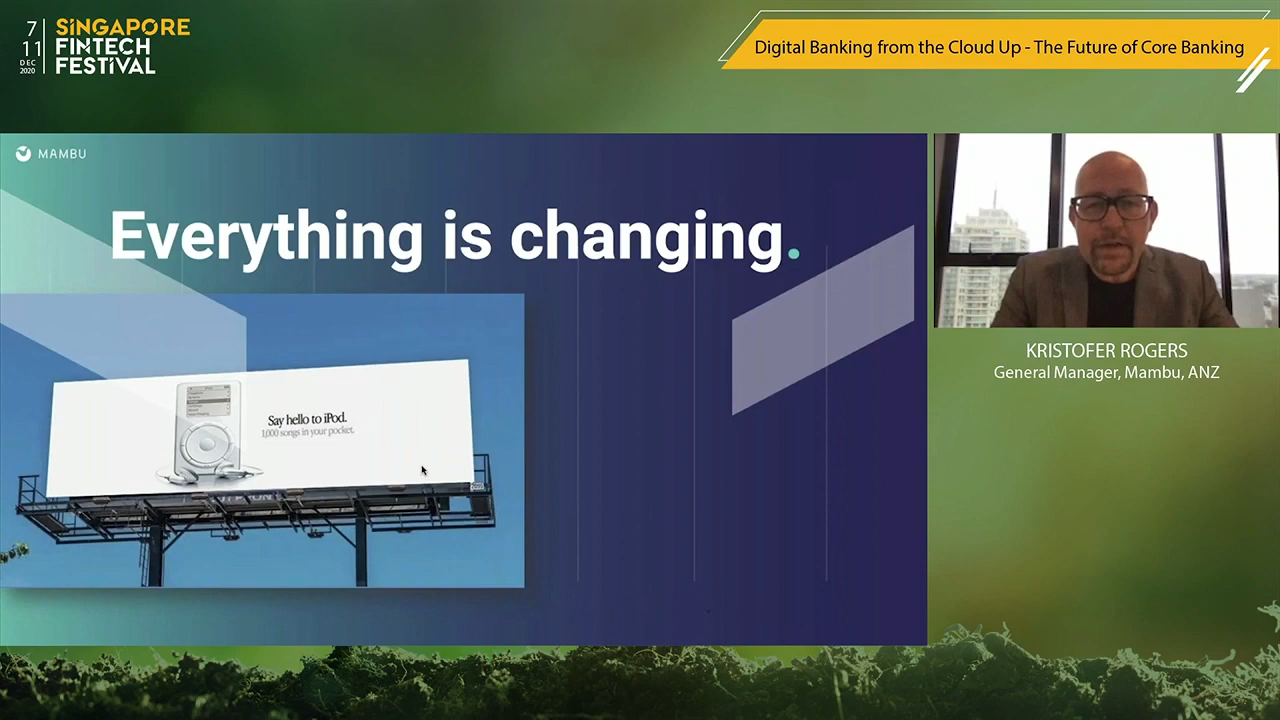 7
11
DEC
2020
SINGAPORE
FINTECH
FESTIVAL
Digital Banking from the Cloud Up - The Future of Core Banking
MAMBU
Everything is changing.
Say hello to iPod.
1,000 songs in your pocket.
KRISTOFER ROGERS
General Manager, Mambu, ANZ